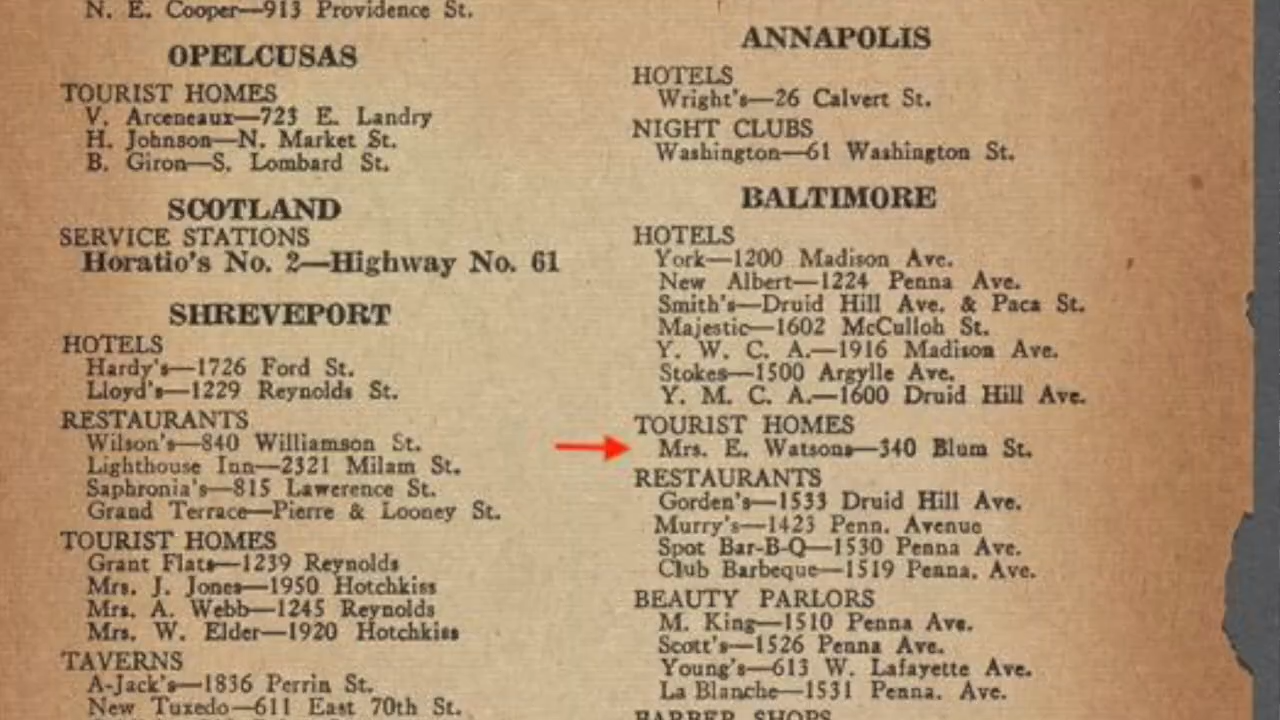 N. E. Cooper—913 Providence St.
OPELCUSAS
TOURIST HOMES
V. Arceneaux—723 E. Landry
H. Johnson—N. Market St.
B. Giron—S. Lombard St.
SCOTLAND
SERVICE STATIONS
Horatio's No. 2—Highway No. 61
SHREVEPORT
HOTELS
Hardy's—1726 Ford St.
Lloyd's—1229 Reynolds St.
RESTAURANTS
Wilson's—840 Williamson St.
Lighthouse Inn—2321 Milam St.
Saphronia's—815 Lawerence St.
Grand Terrace—Pierre & Looney St.
TOURIST HOMES
Grant Flats—1239 Reynolds
Mrs. J. Jones—1950 Hotchkiss
Mrs. A. Webb—1245 Reynolds
Mrs. W. Elder—1920 Hotchkiss
TAVERNS
A-Jack's—1836 Perrin St.
New Tuxedo—611 East 70th St.
ANNAPOLIS
HOTELS
Wright's—26 Calvert St.
NIGHT CLUBS
Washington—61 Washington St.
BALTIMORE
HOTELS
York—1200 Madison Ave.
New Albert—1224 Penna Ave.
Smith's—Druid Hill Ave. & Paca St.
Majestic—1602 McCulloh St.
Y. W. C. A.—1916 Madison Ave.
Stokes—1500 Argylle Ave.
Y. M. C. A.—1600 Druid Hill Ave.
TOURIST HOMES
Mrs. E. Watsons—340 Blum St.
RESTAURANTS
Gorden's—1533 Druid Hill Ave.
Murry's—1423 Penn. Avenue
Spot Bar-B-Q—1530 Penna Ave.
Club Barbeque—1519 Penna. Ave.
BEAUTY PARLORS
M. King—1510 Penna Ave.
Scott's—1526 Penna Ave.
Young's—613 W. Lafayette Ave.
La Blanche—1531 Penna. Ave.
BARBER SHOPS